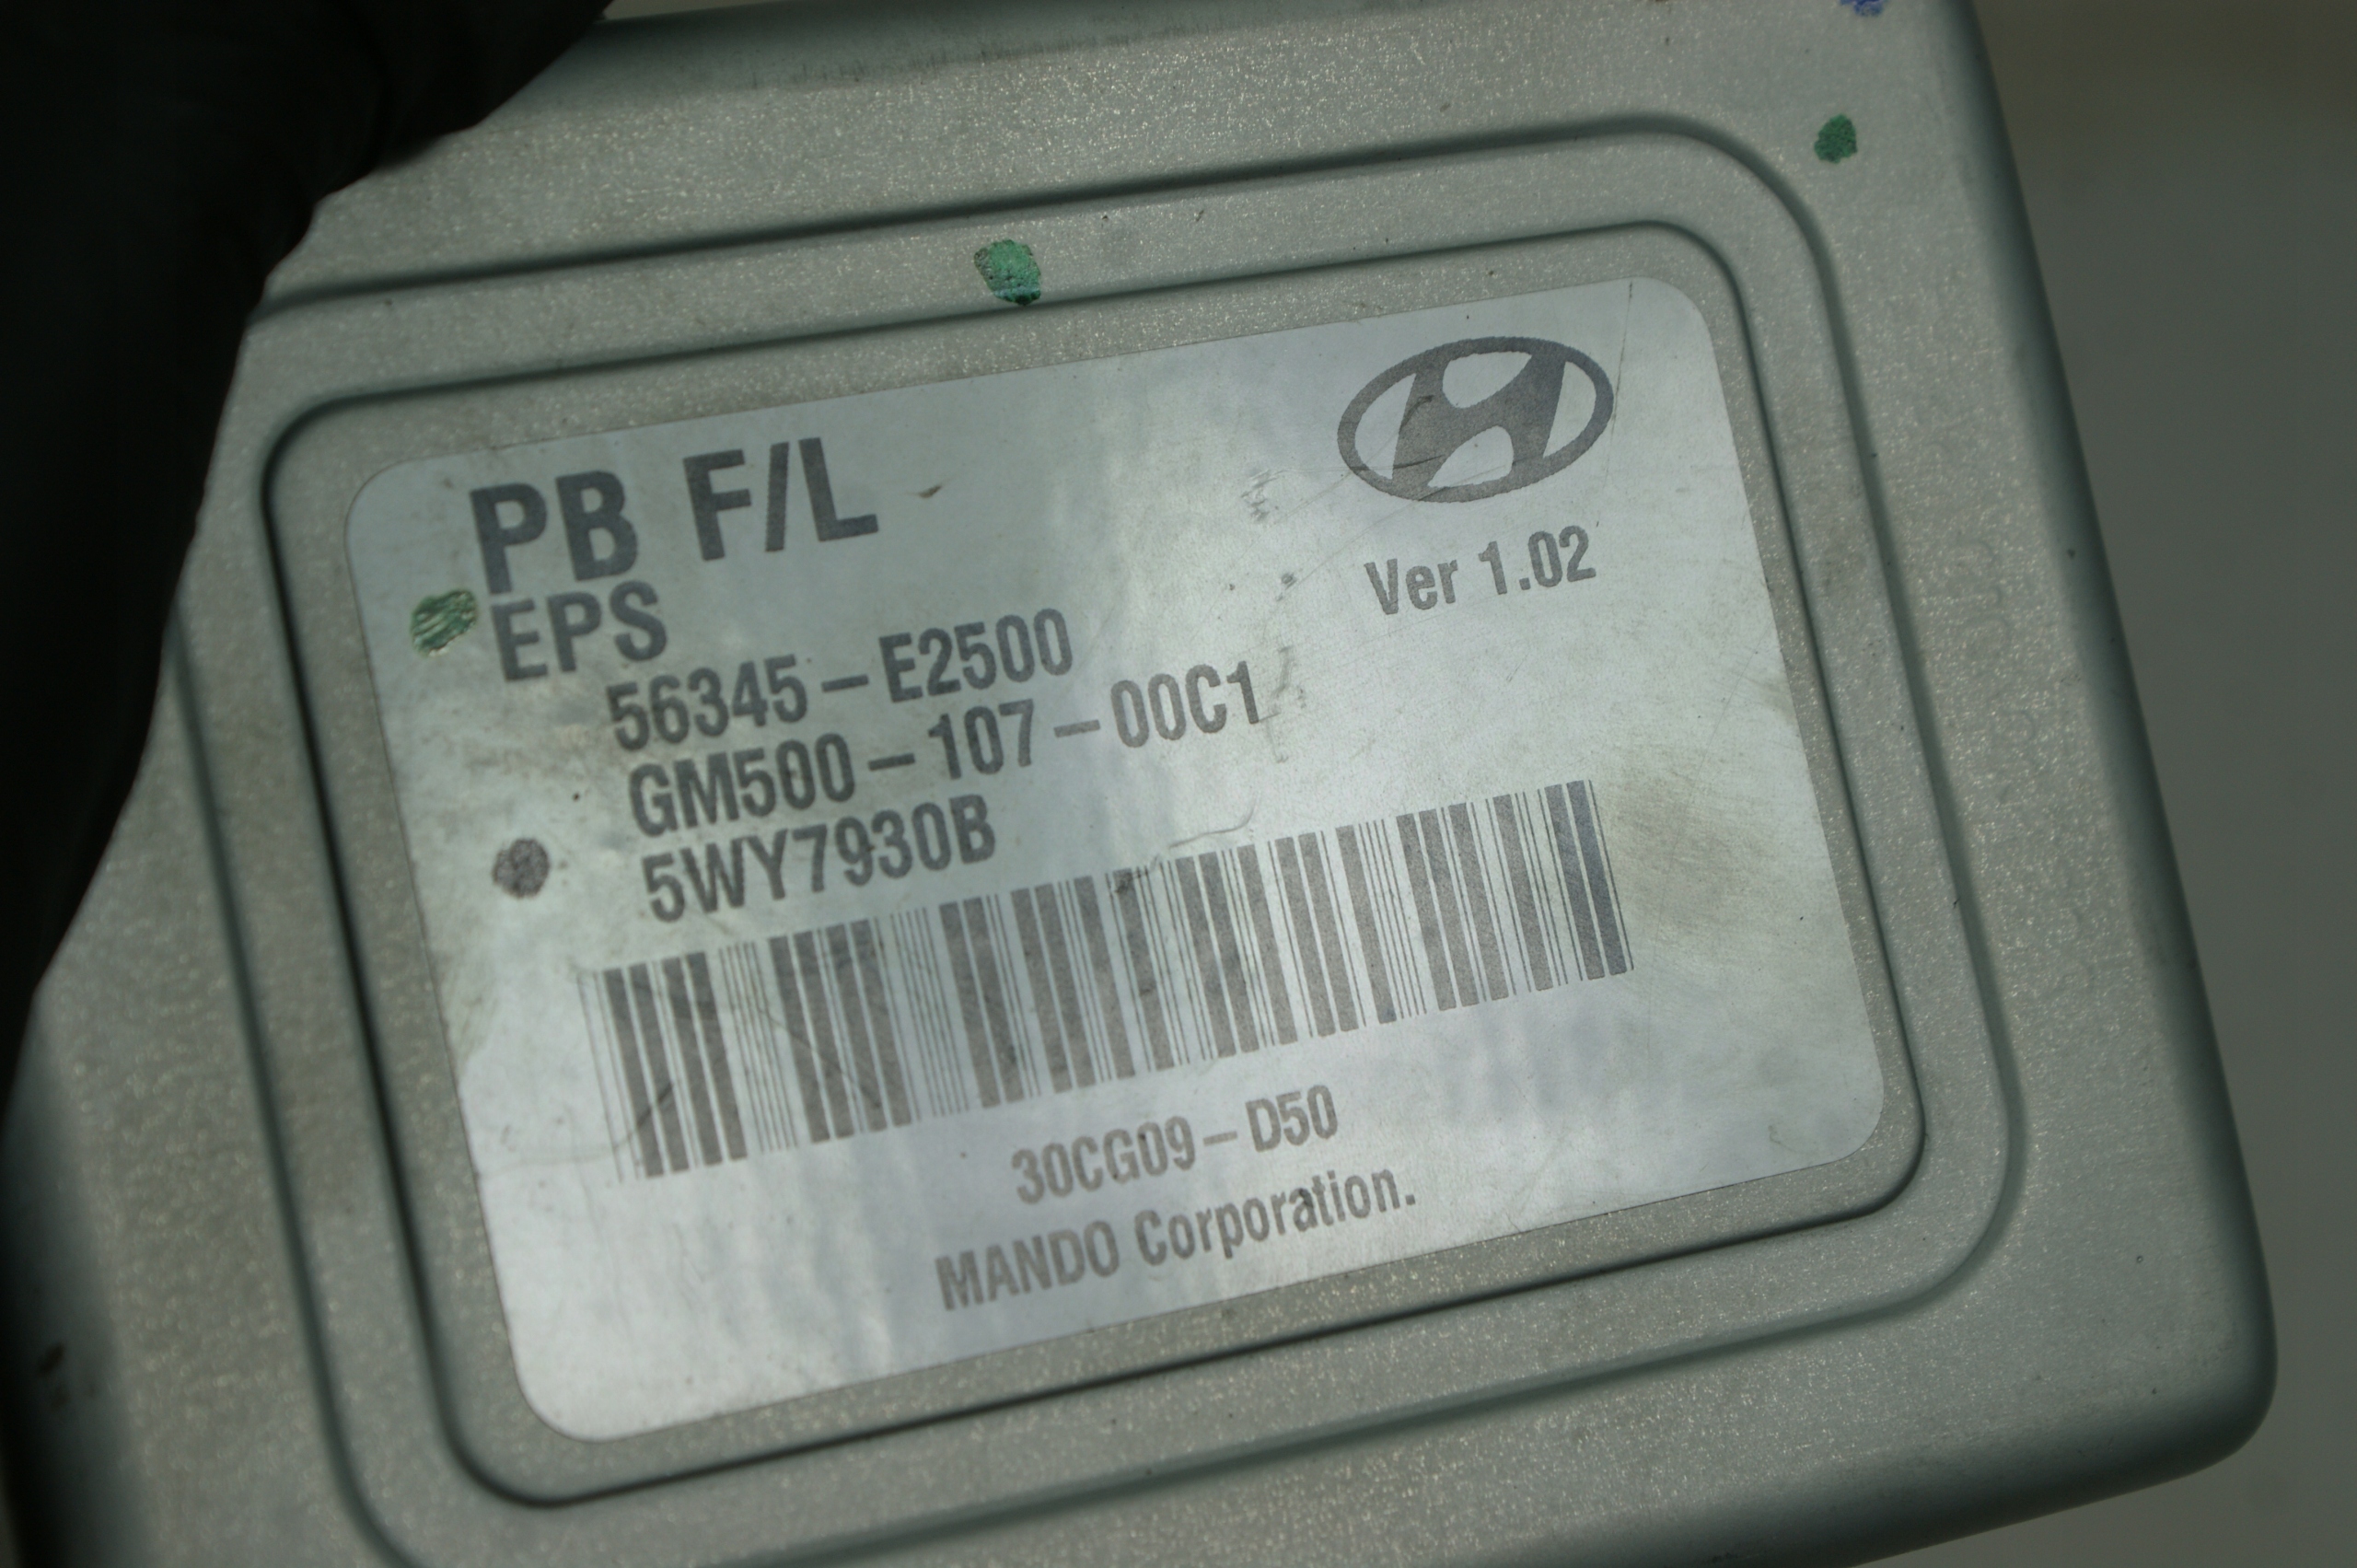 PB F/L
Ver 1.02
EPS
56345-E2500
GM500-107-00C1
5WY7930B
30CG09-D50
MANDO Corporation.